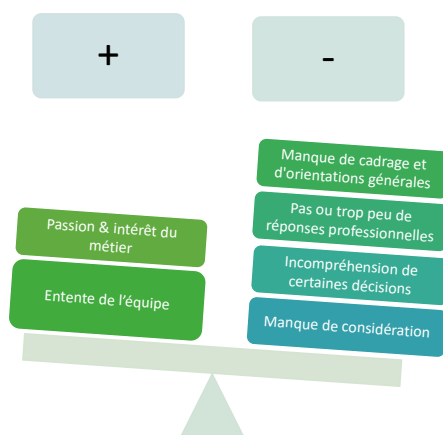 +
-
Manque de cadrage et
d'orientations générales
Passion & intérêt du
métier
Pas ou trop peu de
réponses professionnelles
Entente de l'équipe
Incompréhension de
certaines décisions
Manque de considération